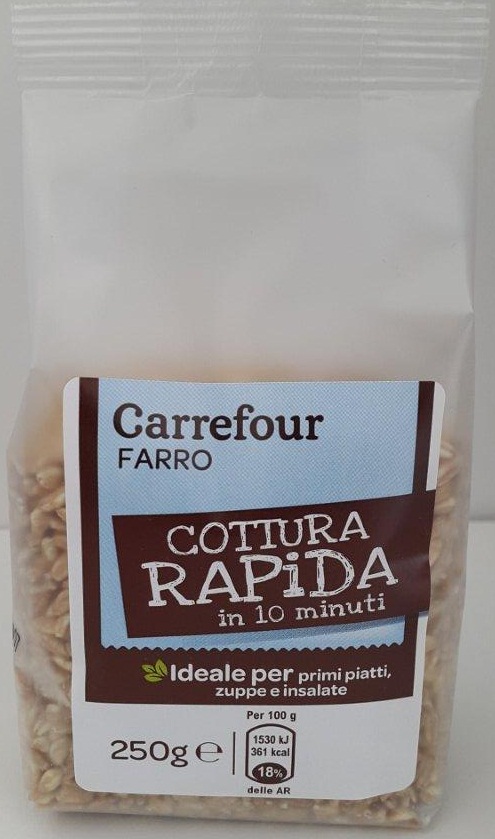 Carrefour
FARRO
COTTURA
RAPiDA
in 10 minuti
Ideale per primi piatti,
zuppe e insalate
Per 100 g
250g ℮
1530 kJ
361 kcal
18%
delle AR